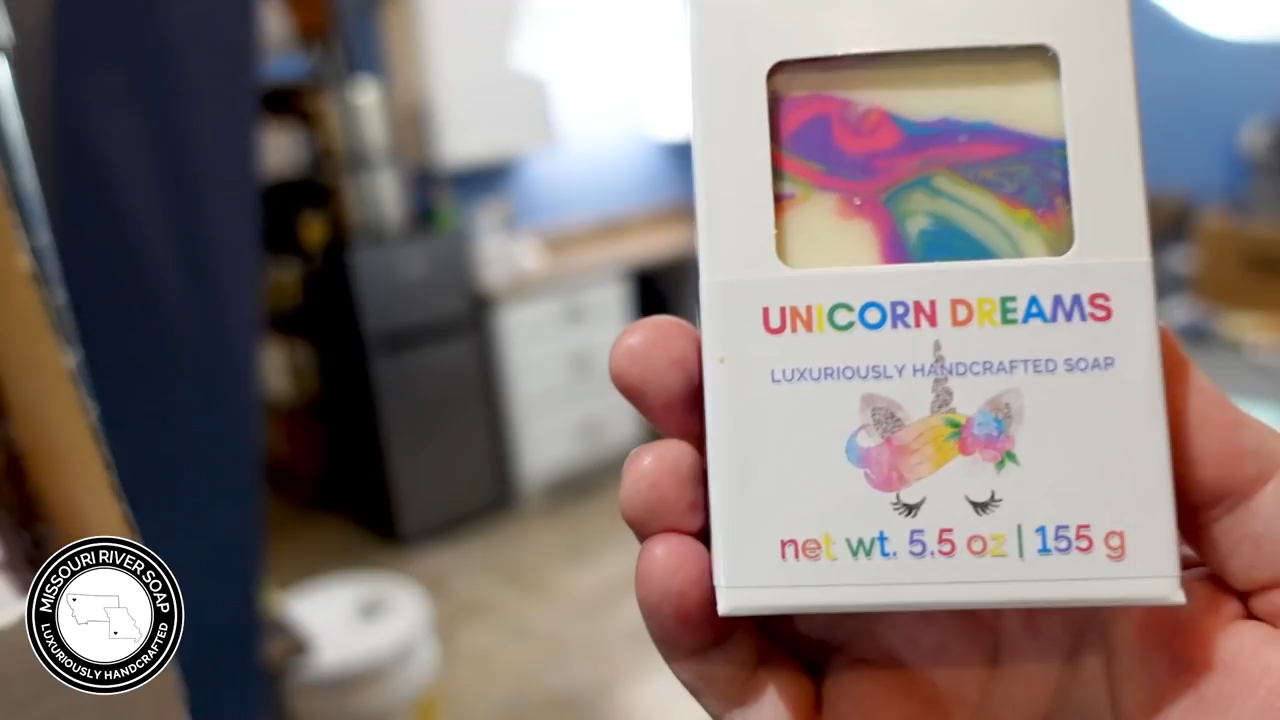 UNICORN DREAMS
LUXURIOUSLY HANDCRAFTED SOAP
net wt. 5.5 oz | 155 g
MISSOURI RIVER SOAP
LUXURIOUSLY HANDCRAFTED